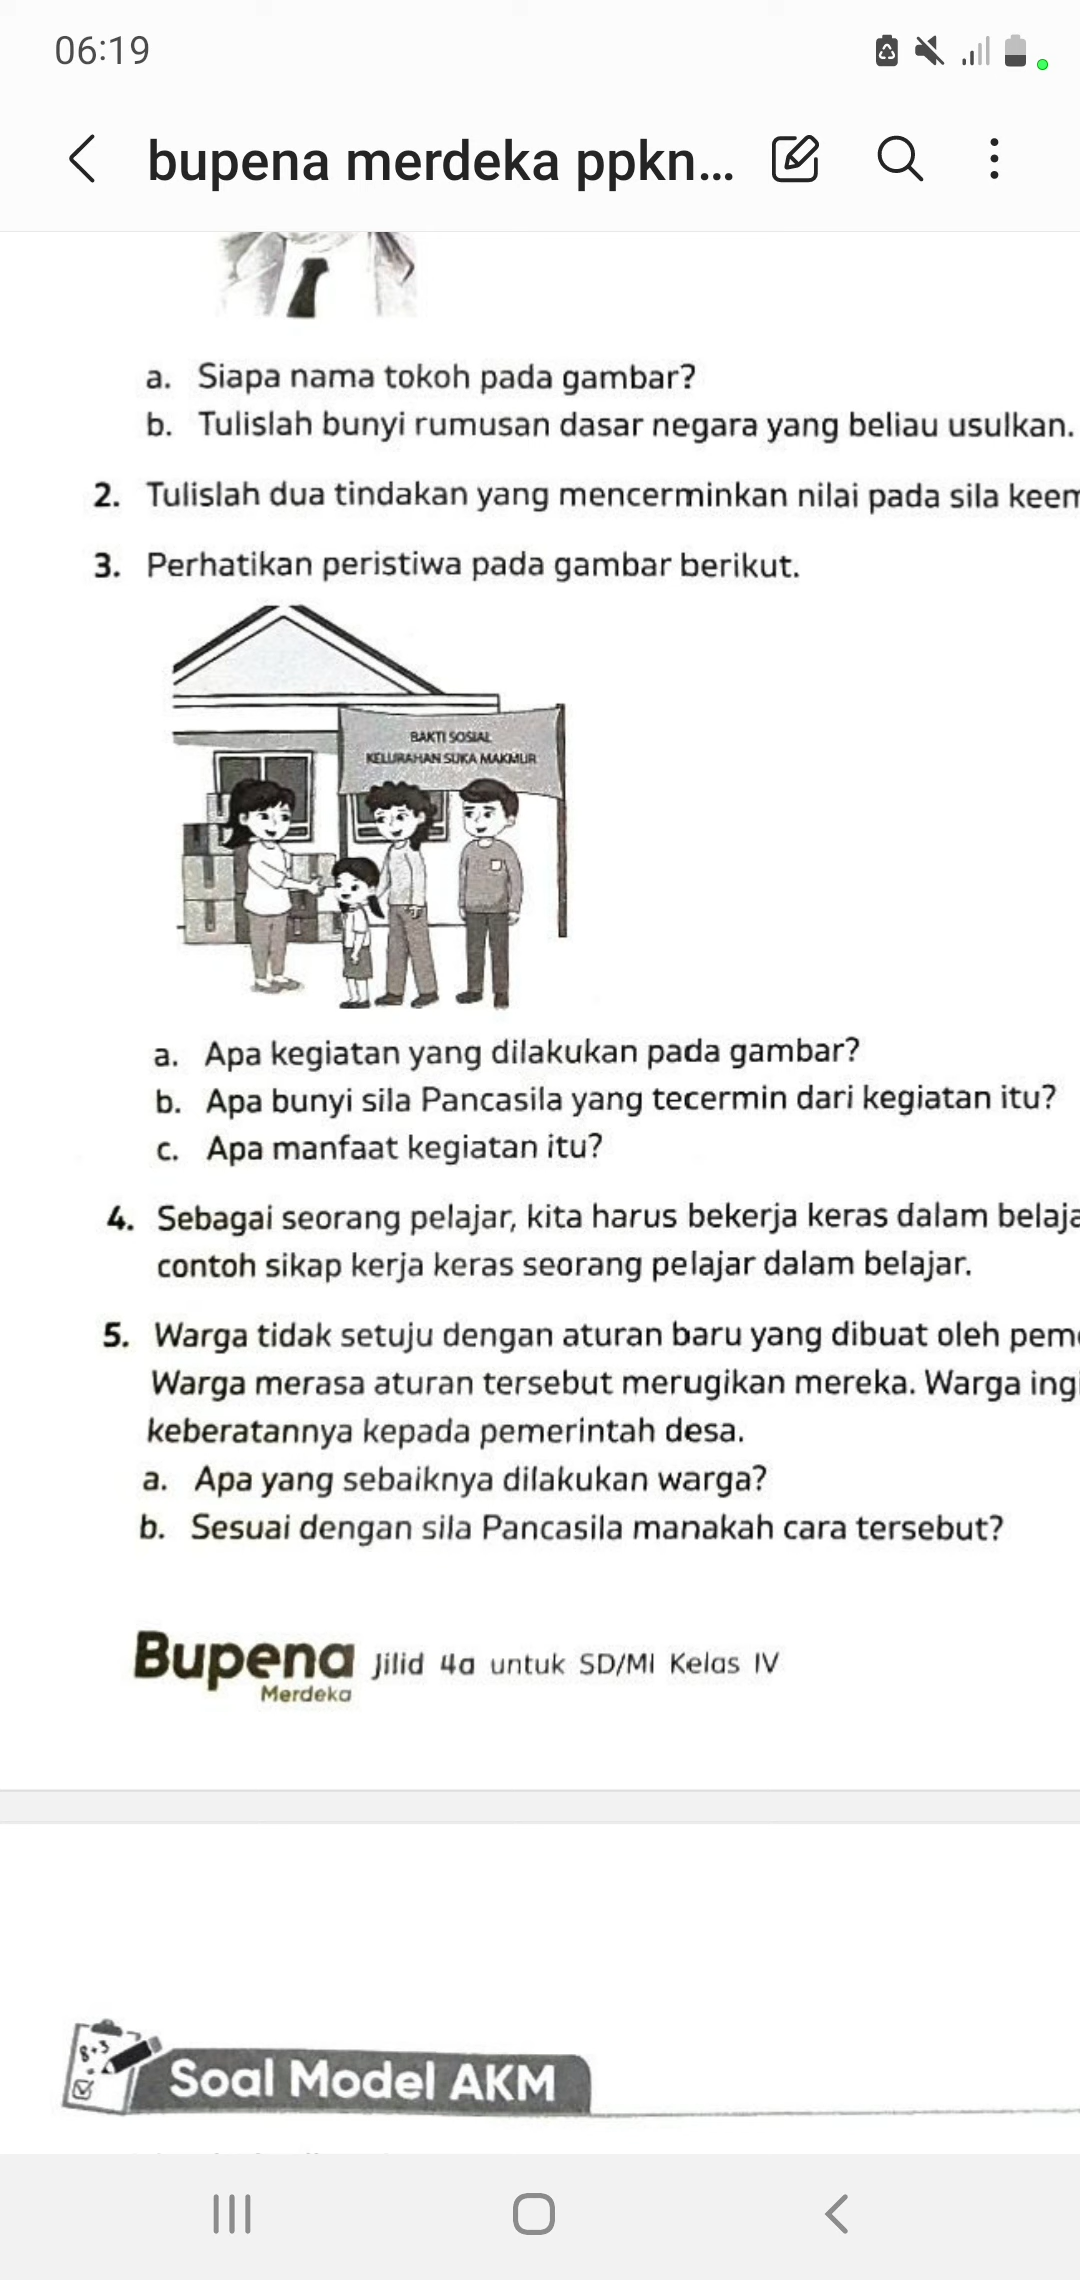 06:19
bupena merdeka ppkn...
a. Siapa nama tokoh pada gambar?
b. Tulislah bunyi rumusan dasar negara yang beliau usulkan.
2. Tulislah dua tindakan yang mencerminkan nilai pada sila keem
3. Perhatikan peristiwa pada gambar berikut.
BAKTI SOSIAL
KELURAHAN SUKA MAKMUR
a. Apa kegiatan yang dilakukan pada gambar?
b. Apa bunyi sila Pancasila yang tecermin dari kegiatan itu?
c. Apa manfaat kegiatan itu?
4. Sebagai seorang pelajar, kita harus bekerja keras dalam belaja
contoh sikap kerja keras seorang pelajar dalam belajar.
5. Warga tidak setuju dengan aturan baru yang dibuat oleh peme
Warga merasa aturan tersebut merugikan mereka. Warga ingi
keberatannya kepada pemerintah desa.
a. Apa yang sebaiknya dilakukan warga?
b. Sesuai dengan sila Pancasila manakah cara tersebut?
Bupena Jilid 4a untuk SD/MI Kelas IV
Merdeka
8+3
Soal Model AKM